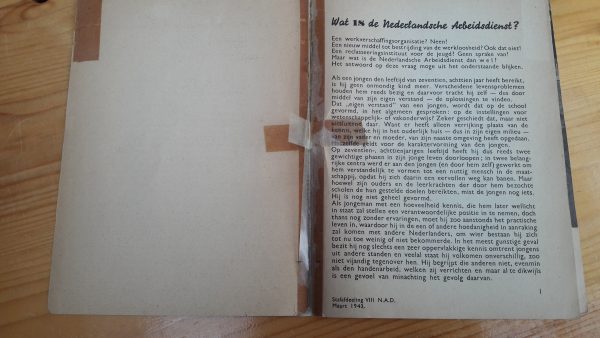 Wat IS de Nederlandsche Arbeidsdienst?
Een werkverschaffingsorganisatie? Neen!
Een nieuw middel tot bestrijding van de werkloosheid? Ook dat niet!
Een reclasseeringsinstituut voor de jeugd? Geen sprake van!
Maar wat is de Nederlandsche Arbeidsdienst dan wel?
Het antwoord op deze vraag moge uit het onderstaande blijken.
Als een jongen den leeftijd van zeventien, achttien jaar heeft bereikt,
is hij geen onmondig kind meer. Verscheidene levensproblemen
houden hem reeds bezig en daarvoor tracht hij zelf — dus door
middel van zijn eigen verstand — de oplossingen te vinden.
Dat „eigen verstand" van een jongen, wordt dat op de school
gevormd, in het algemeen gesproken: op de instellingen voor
wetenschappelijk- of vakonderwijs? Zeker geschiedt dat, maar niet
uitsluitend daar. Want er heeft alleen verrijking plaats van de
kennis, welke hij in het ouderlijk huis — dus in zijn eigen milieu —
van zijn vader en moeder, van zijn naaste omgeving heeft opgedaan.
Hetzelfde geldt voor de karaktervorming van den jongen.
Op zeventien-, achttienjarigen leeftijd heeft hij dus reeds twee
gewichtige phasen in zijn jonge leven doorloopen; in twee belang-
rijke centra werd er aan den jongen (en door hem zelf) gewerkt om
hem verstandelijk te vormen tot een nuttig mensch in de maat-
schappij, opdat hij zich daarin een eervollen weg kan banen. Maar
hoewel zijn ouders en de leerkrachten der door hem bezochte
scholen de hun gestelde doelen bereikten, mist de jongen nog iets.
Hij is nog niet geheel gevormd.
Als jongeman met een hoeveelheid kennis, die hem later wellicht
in staat zal stellen een verantwoordelijke positie in te nemen, doch
thans nog zonder ervaringen, moet hij zoo aanstonds het practische
leven in, waardoor hij in de een of andere hoedanigheid in aanraking
zal komen met andere Nederlanders, om wier bestaan hij zich
tot nu toe weinig of niet bekommerde. In het meest gunstige geval
bezit hij nog slechts een zeer oppervlakkige kennis omtrent jongens
uit andere standen en veelal staat hij volkomen onverschillig, zoo
niet vijandig tegenover hen. Hij begrijpt die anderen niet, evenmin
als den handenarbeid, welken zij verrichten en maar al te dikwijls
is een gevoel van minachting het gevolg daarvan.
1
Stafafdeeling VIII N.A.D.
Maart 1943.